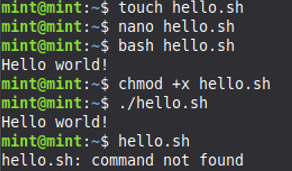 mint@mint:~$ touch hello.sh
mint@mint:~$ nano hello.sh
mint@mint:~$ bash hello.sh
Hello world!
mint@mint:~$ chmod +x hello.sh
mint@mint:~$ ./hello.sh
Hello world!
mint@mint:~$ hello.sh
hello.sh: command not found